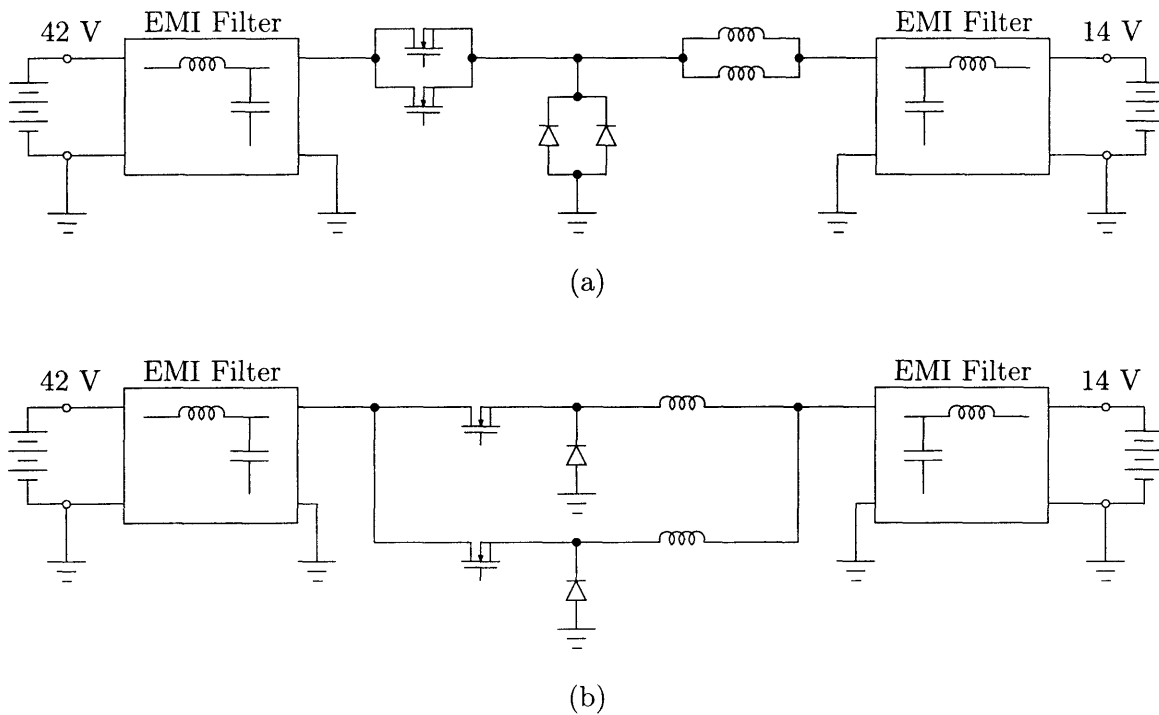 42 V
EMI Filter
EMI Filter
14 V
(a)
42 V
EMI Filter
EMI Filter
14 V
(b)